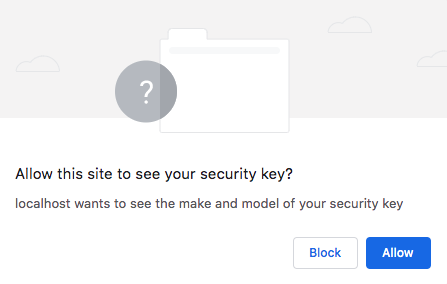 ?
Allow this site to see your security key?
localhost wants to see the make and model of your security key
Block Allow